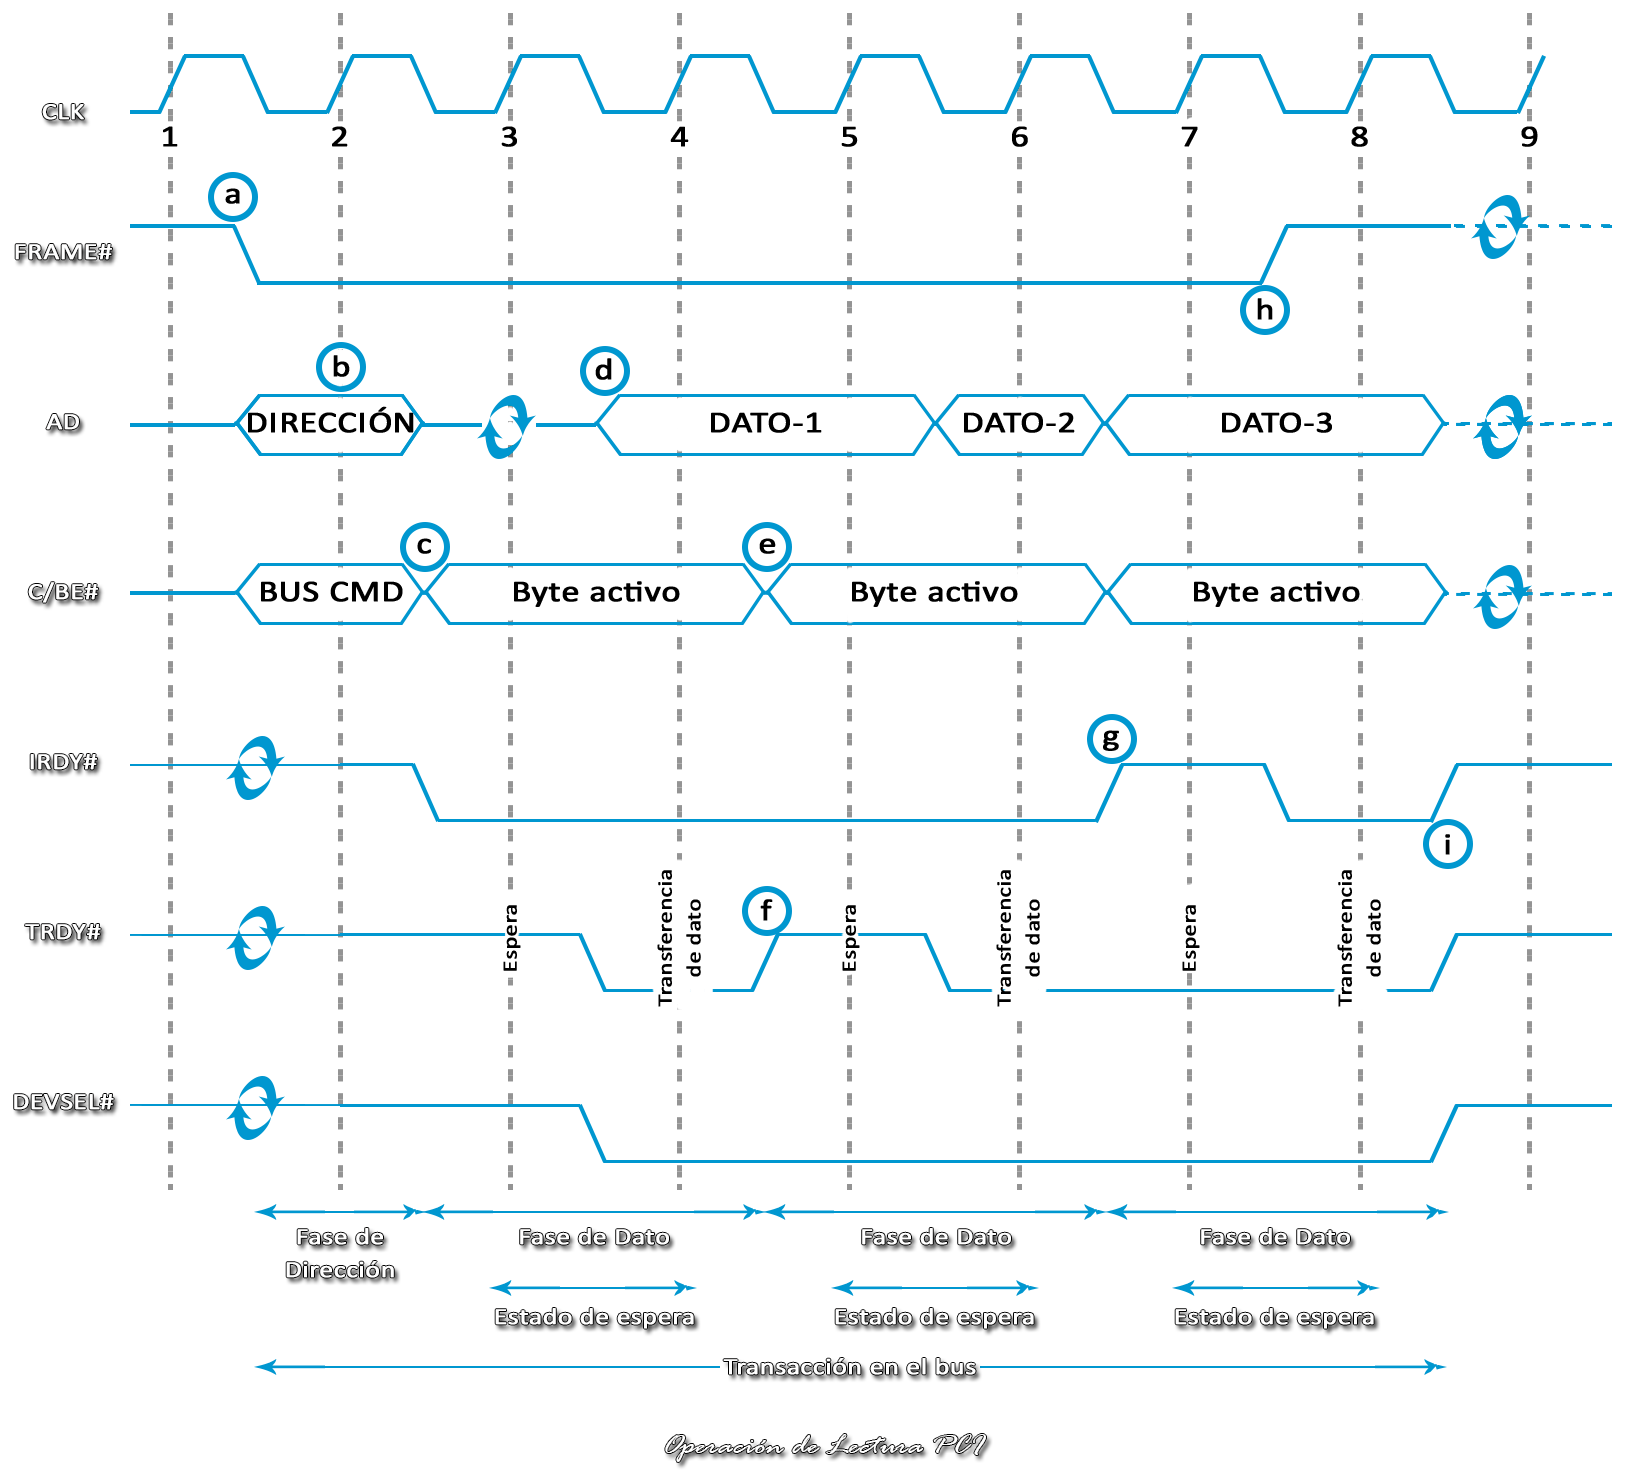 CLK
1 2 3 4 5 6 7 8 9
a
FRAME#
h
b
d
AD
DIRECCIÓN DATO-1 DATO-2 DATO-3
c
e
C/BE#
BUS CMD Byte activo Byte activo Byte activo
g
IRDY#
i
f
TRDY#
Espera
Transferencia
de dato
Espera
Transferencia
de dato
Espera
Transferencia
de dato
DEVSEL#
Fase de
Dirección
Fase de Dato
Fase de Dato
Fase de Dato
Estado de espera
Estado de espera
Estado de espera
Transacción en el bus
Operación de Lectura PCI